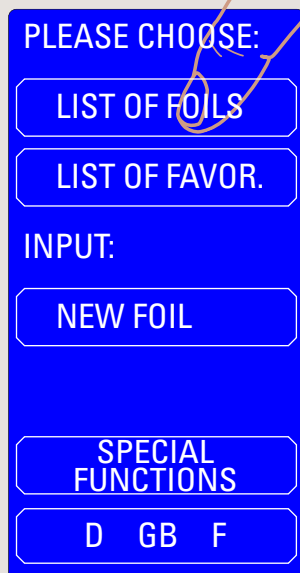 PLEASE CHOOSE:
LIST OF FOILS
LIST OF FAVOR.
INPUT:
NEW FOIL
SPECIAL
FUNCTIONS
D GB F